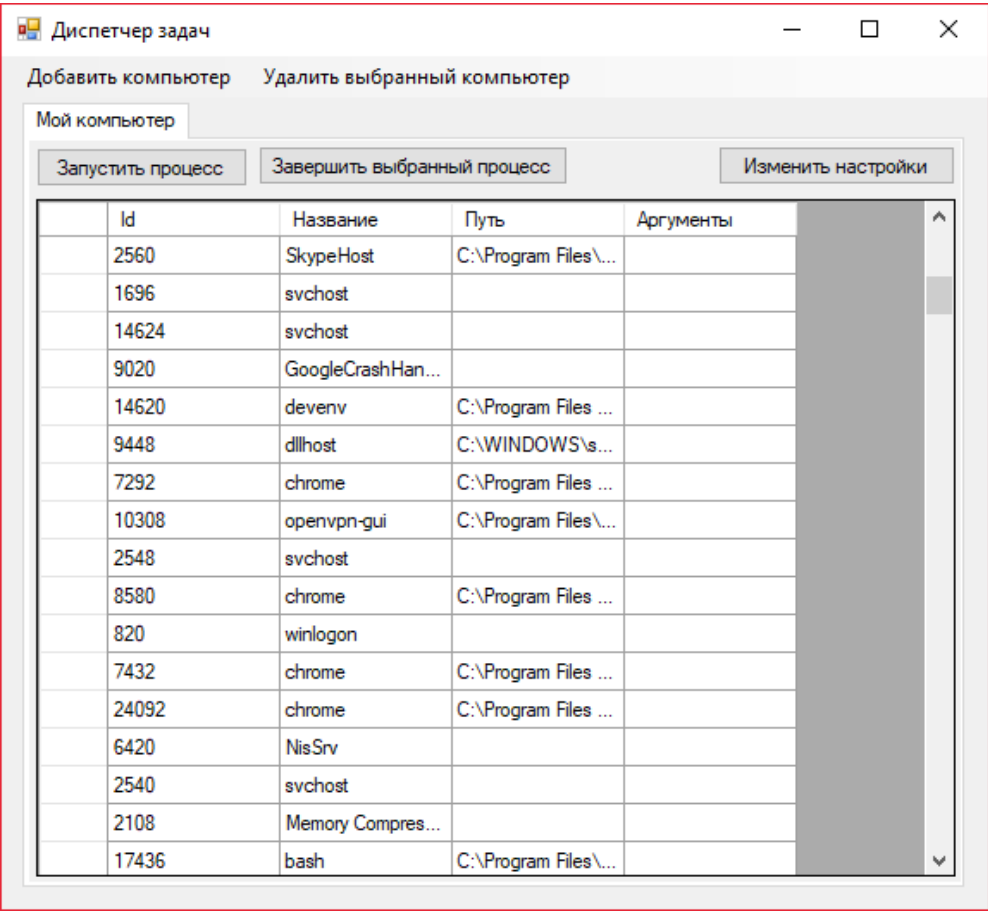 Диспетчер задач
Добавить компьютер Удалить выбранный компьютер
Мой компьютер
Запустить процесс Завершить выбранный процесс Изменить настройки
Id Название Путь Аргументы
2560 SkypeHost C:\Program Files\...
1696 svchost
14624 svchost
9020 GoogleCrashHan...
14620 devenv C:\Program Files ...
9448 dllhost C:\WINDOWS\s...
7292 chrome C:\Program Files ...
10308 openvpn-gui C:\Program Files\...
2548 svchost
8580 chrome C:\Program Files ...
820 winlogon
7432 chrome C:\Program Files ...
24092 chrome C:\Program Files ...
6420 NisSrv
2540 svchost
2108 Memory Compres...
17436 bash C:\Program Files\...